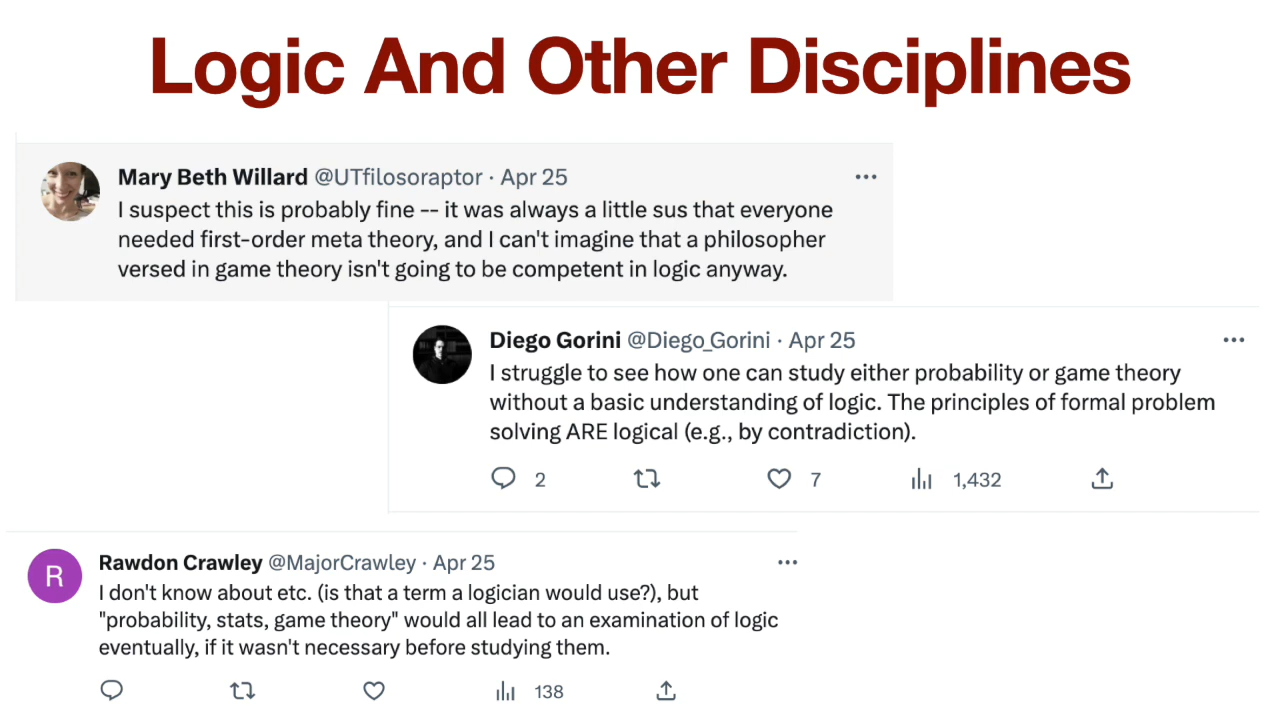 Logic And Other Disciplines
Mary Beth Willard @UTfilosoraptor · Apr 25
I suspect this is probably fine -- it was always a little sus that everyone
needed first-order meta theory, and I can't imagine that a philosopher
versed in game theory isn't going to be competent in logic anyway.
Diego Gorini @Diego_Gorini · Apr 25
I struggle to see how one can study either probability or game theory
without a basic understanding of logic. The principles of formal problem
solving ARE logical (e.g., by contradiction).
2 7 1,432
R
Rawdon Crawley @MajorCrawley · Apr 25
I don't know about etc. (is that a term a logician would use?), but
"probability, stats, game theory" would all lead to an examination of logic
eventually, if it wasn't necessary before studying them.
138